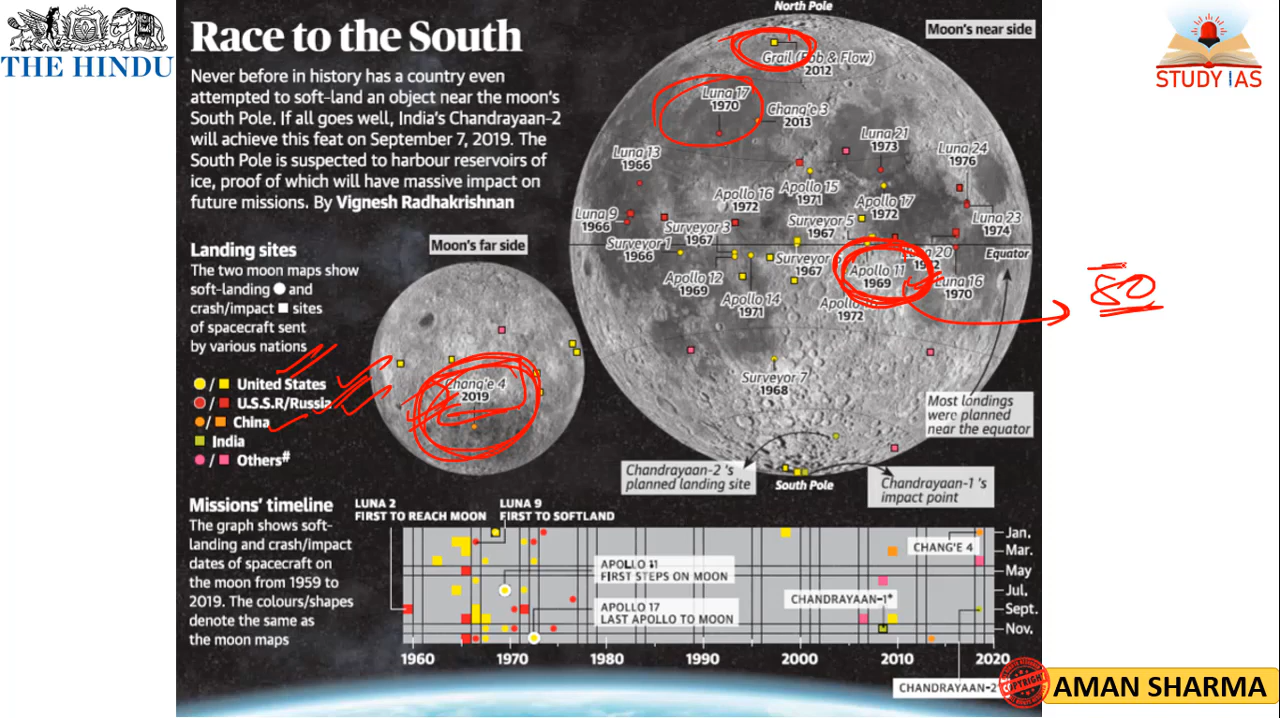 THE HINDU
Race to the South
Never before in history has a country even
attempted to soft-land an object near the moon's
South Pole. If all goes well, India's Chandrayaan-2
will achieve this feat on September 7, 2019. The
South Pole is suspected to harbour reservoirs of
ice, proof of which will have massive impact on
future missions. By Vignesh Radhakrishnan
Landing sites
The two moon maps show
soft-landing and
crash/impact sites
of spacecraft sent
by various nations
/ United States
/ U.S.S.R/Russia
/ China
India
/ Others#
Moon's far side
Chang'e 4
2019
North Pole
Moon's near side
Grail (Ebb & Flow)
2012
Luna 17
1970
Chang'e 3
2013
Luna 13
1966
Luna 21
1973
Luna 24
1976
Apollo 15
1971
Apollo 16
1972
Apollo 17
1972
Luna 9
1966
Surveyor 3
1967
Surveyor 5
1967
Luna 23
1974
Surveyor 1
1966
Surveyor
1967
Luna 20
Equator
Apollo 12
1969
Apollo 11
1969
Luna 16
1970
Apollo 14
1971
1972
Surveyor 7
1968
80
Most landings
were planned
near the equator
Chandrayaan-2 's
planned landing site
South Pole
Chandrayaan-1 's
impact point
Missions' timeline
The graph shows soft-
landing and crash/impact
dates of spacecraft on
the moon from 1959 to
2019. The colours/shapes
denote the same as
the moon maps
LUNA 2
FIRST TO REACH MOON
LUNA 9
FIRST TO SOFTLAND
APOLLO 11
FIRST STEPS ON MOON
APOLLO 17
LAST APOLLO TO MOON
CHANDRAYAAN-1*
CHANG'E 4
CHANDRAYAAN-2
Jan.
Mar.
May
Jul.
Sept.
Nov.
1960 1970 1980 1990 2000 2010 2020
STUDY IAS
COPYRIGHT
AMAN SHARMA